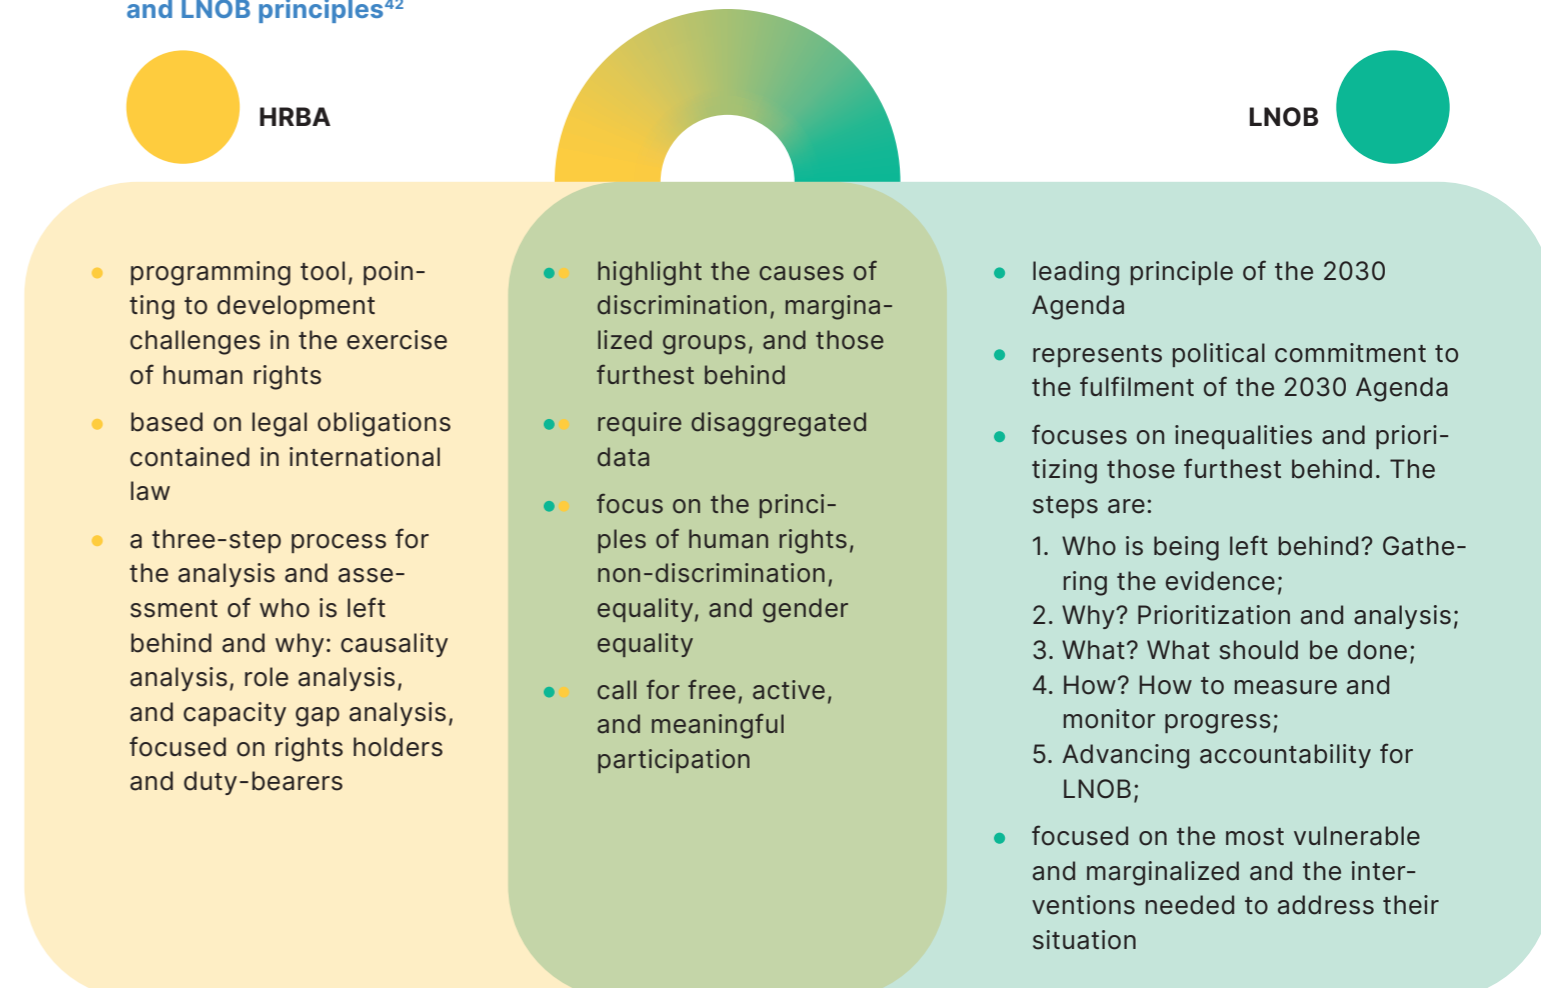 and LNOB principles⁴²
HRBA
LNOB
programming tool, poin-
ting to development
challenges in the exercise
of human rights
based on legal obligations
contained in international
law
a three-step process for
the analysis and asse-
ssment of who is left
behind and why: causality
analysis, role analysis,
and capacity gap analysis,
focused on rights holders
and duty-bearers
highlight the causes of
discrimination, margina-
lized groups, and those
furthest behind
require disaggregated
data
focus on the princi-
ples of human rights,
non-discrimination,
equality, and gender
equality
call for free, active,
and meaningful
participation
leading principle of the 2030
Agenda
represents political commitment to
the fulfilment of the 2030 Agenda
focuses on inequalities and priori-
tizing those furthest behind. The
steps are:
1. Who is being left behind? Gathe-
ring the evidence;
2. Why? Prioritization and analysis;
3. What? What should be done;
4. How? How to measure and
monitor progress;
5. Advancing accountability for
LNOB;
focused on the most vulnerable
and marginalized and the inter-
ventions needed to address their
situation